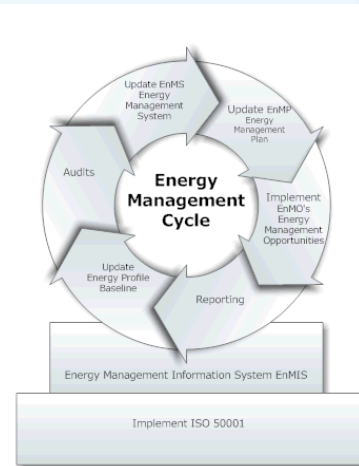 Update EnMS
Energy
Management
System
Update EnMP
Energy
Management
Plan
Implement
EnMO's
Energy
Management
Opportunities
Reporting
Update
Energy Profile
Baseline
Audits
Energy
Management
Cycle
Energy Management Information System EnMIS
Implement ISO 50001